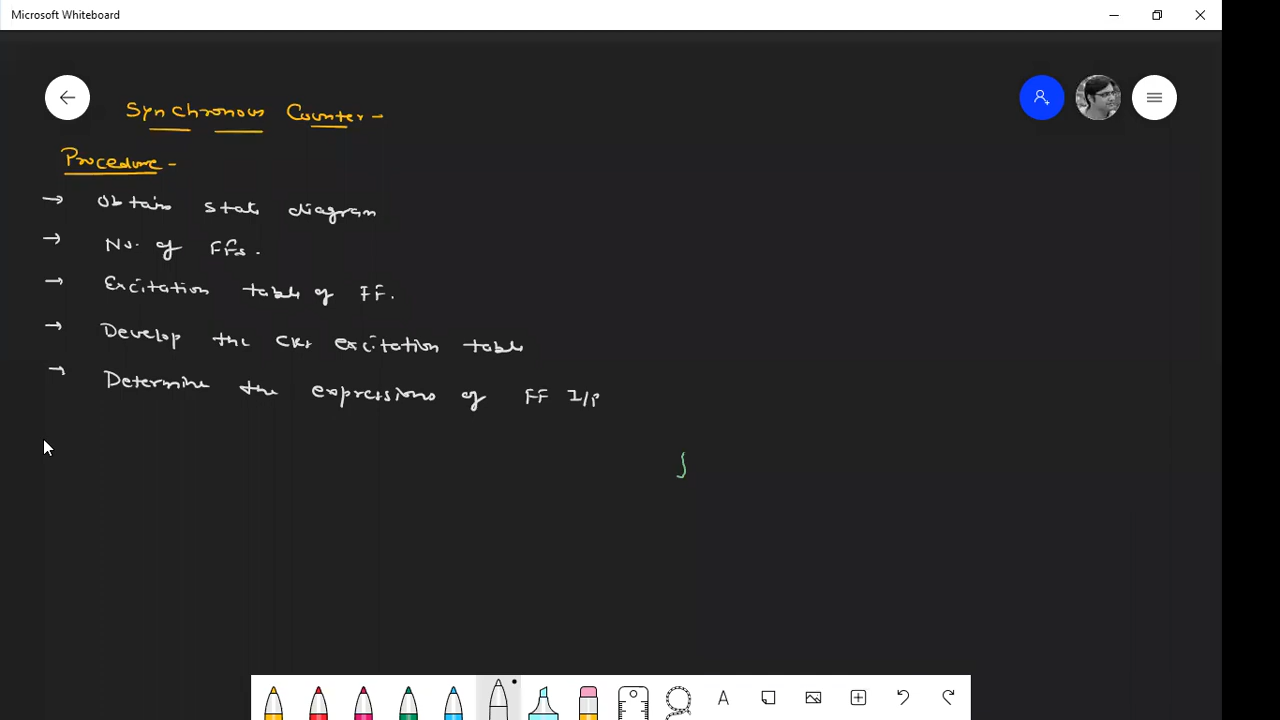 Microsoft Whiteboard
Synchronous Counter -
Procedure -
→ Obtain state diagram
→ No. of FFs.
→ Excitation table of FF.
→ Develop the Ckt excitation table
→ Determine the expressions of FF I/P